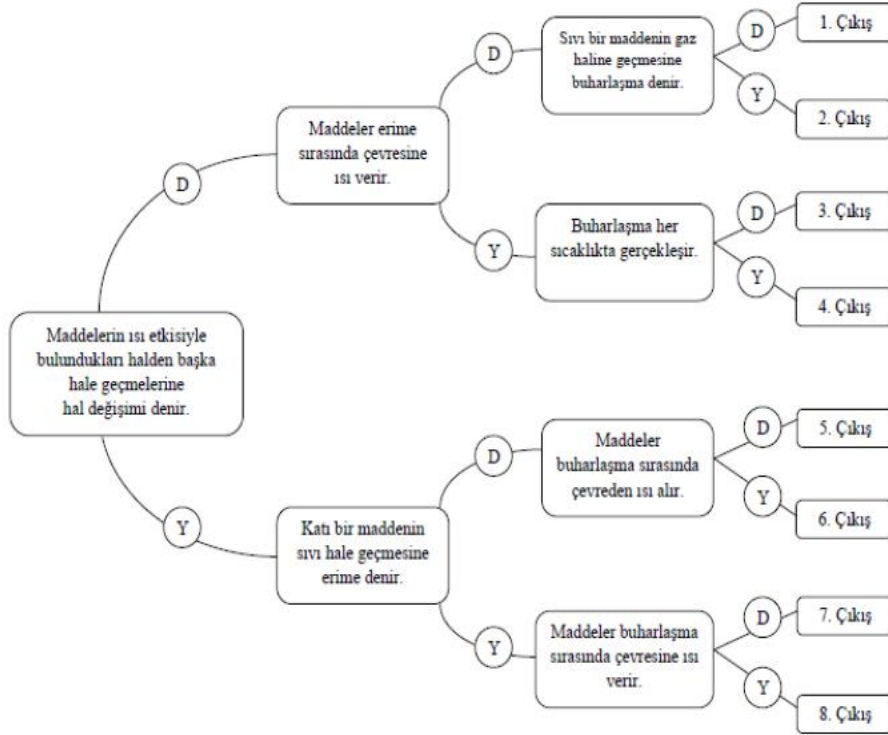 Maddelerin ısı etkisiyle
bulundukları halden başka
hale geçmelerine
hal değişimi denir.
D
Maddeler erime
sırasında çevresine
ısı verir.
D
Sıvı bir maddenin gaz
haline geçmesine
buharlaşma denir.
D
1. Çıkış
Y
2. Çıkış
Y
Buharlaşma her
sıcaklıkta gerçekleşir.
D
3. Çıkış
Y
4. Çıkış
Y
Katı bir maddenin
sıvı hale geçmesine
erime denir.
D
Maddeler
buharlaşma sırasında
çevreden ısı alır.
D
5. Çıkış
Y
6. Çıkış
Y
Maddeler buharlaşma
sırasında çevresine ısı
verir.
D
7. Çıkış
Y
8. Çıkış